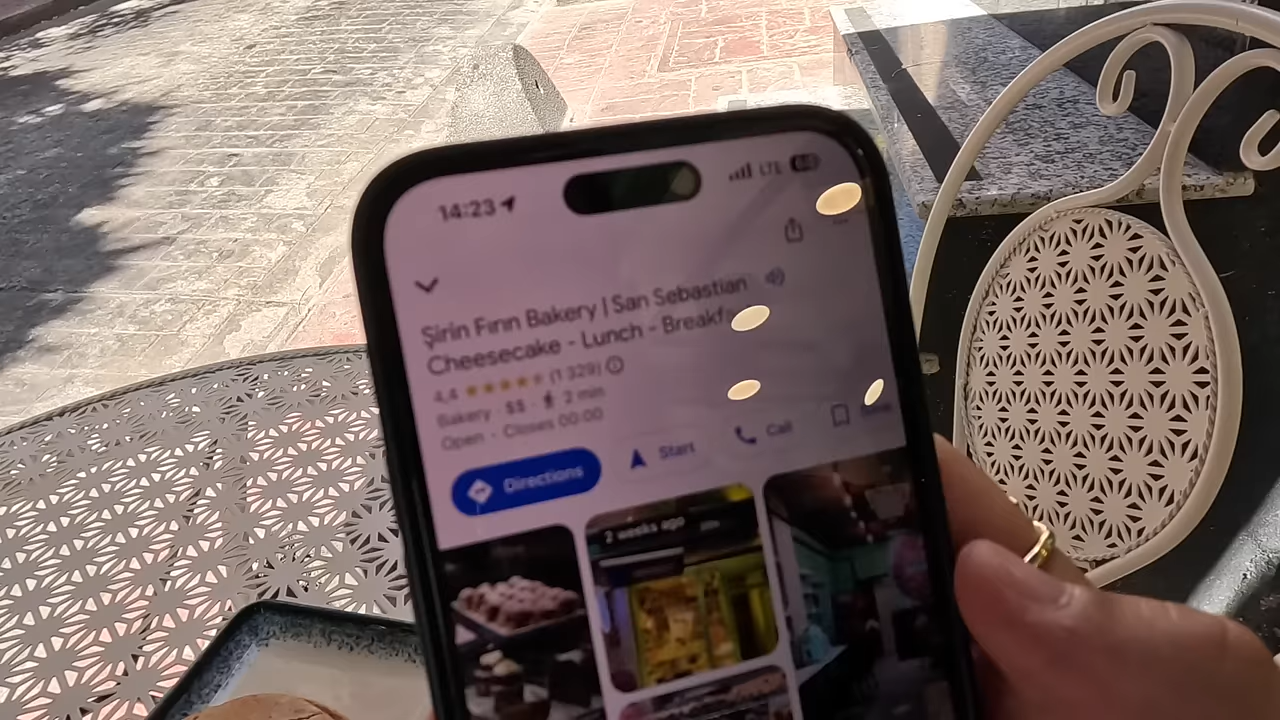 14:23
LTE
Şirin Fırın Bakery | San Sebastian
Cheesecake - Lunch - Breakf
4,4 (1 329)
Bakery · $$ · 2 min
Open · Closes 00:00
Directions
Start
Call
2 weeks ago